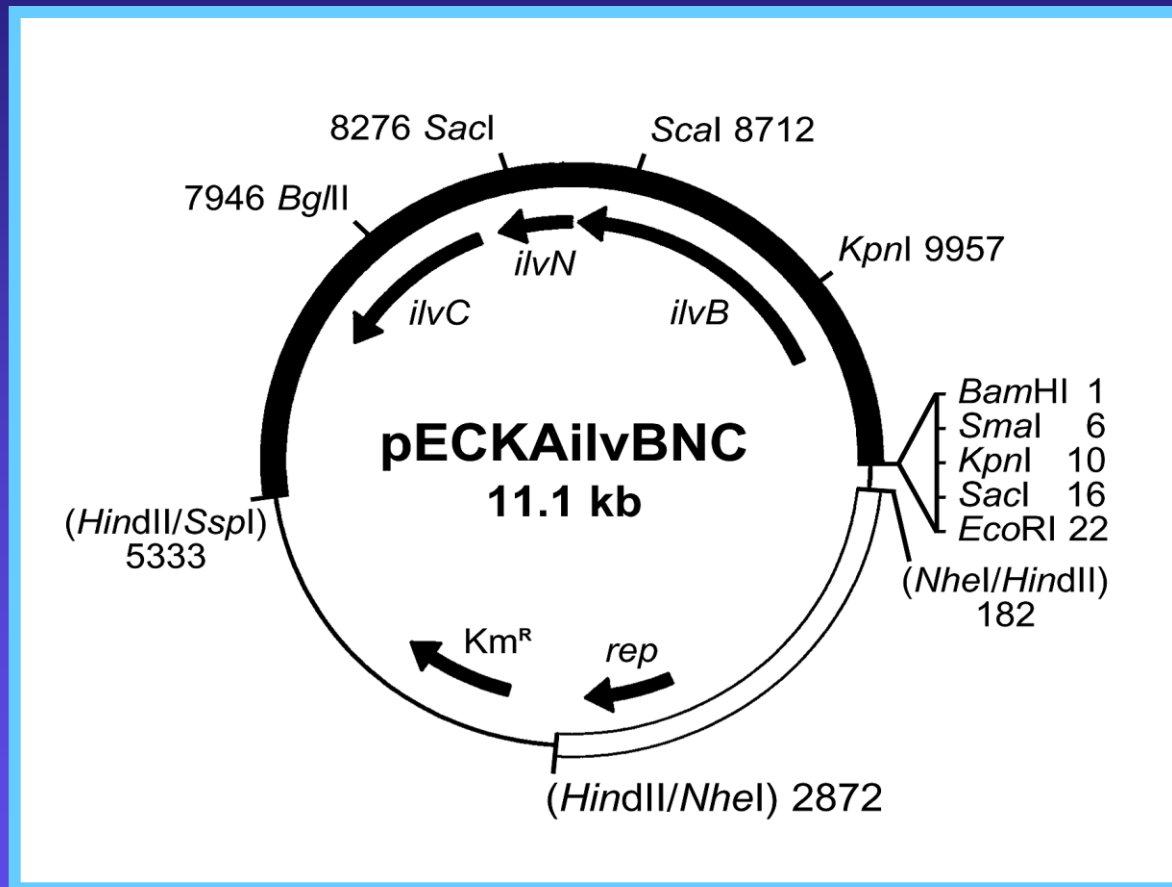 8276 SacI
ScaI 8712
7946 BglII
KpnI 9957
ilvN
ilvC
ilvB
BamHI 1
SmaI 6
KpnI 10
SacI 16
EcoRI 22
pECKAilvBNC
11.1 kb
(HindII/SspI)
5333
(NheI/HindII)
182
Kmᴿ
rep
(HindII/NheI) 2872